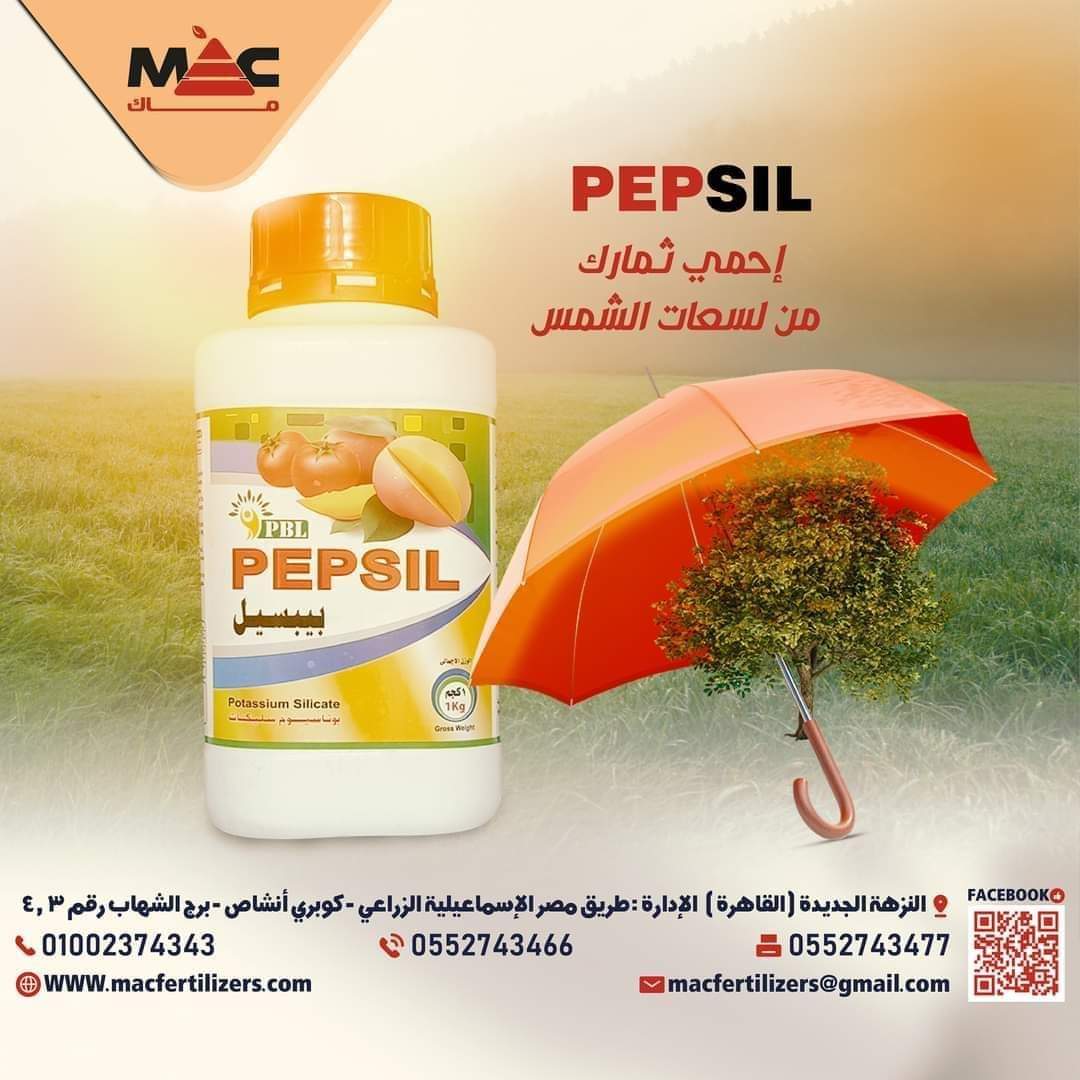 MAC
ماك
PEPSIL
إحمي ثمارك
من لسعات الشمس
PBL
PEPSIL
بيبسيل
الوزن الاجمالى
١ كجم
1Kg
Gross Weight
Potassium Silicate
بوتاسيوم سليكات
النزهة الجديدة (القاهرة) الإدارة : طريق مصر الإسماعيلية الزراعي - كوبري أنشاص - برج الشهاب رقم ٣ , ٤
FACEBOOK
01002374343
0552743466
0552743477
WWW.macfertilizers.com
macfertilizers@gmail.com